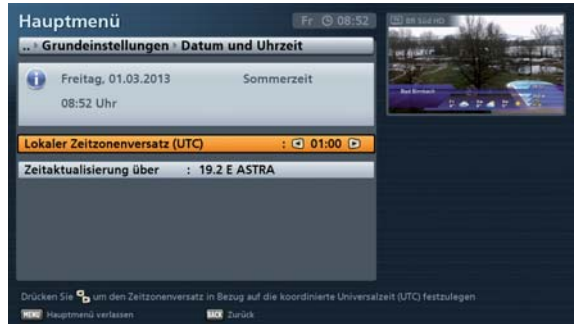 Hauptmenü
Fr 08:52
BR Süd HD
.. Grundeinstellungen Datum und Uhrzeit
Freitag, 01.03.2013 Sommerzeit
08:52 Uhr
Bad Birnbach
Lokaler Zeitzonenversatz (UTC) : 01:00
Zeitaktualisierung über : 19.2 E ASTRA
Drücken Sie um den Zeitzonenversatz in Bezug auf die koordinierte Universalzeit (UTC) festzulegen
MENU Hauptmenü verlassen BACK Zurück